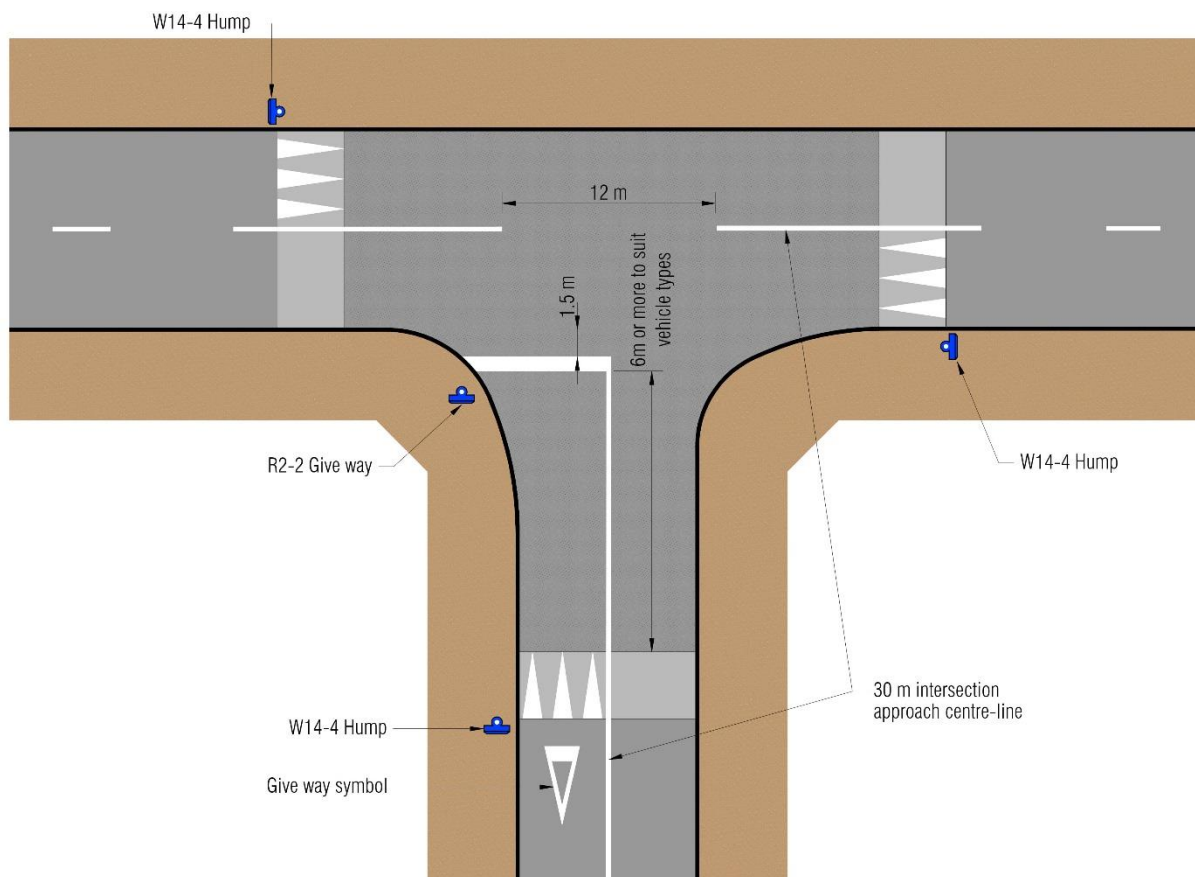 W14-4 Hump
12 m
1.5 m
6m or more to suit
vehicle types
R2-2 Give way
W14-4 Hump
30 m intersection
approach centre-line
W14-4 Hump
Give way symbol